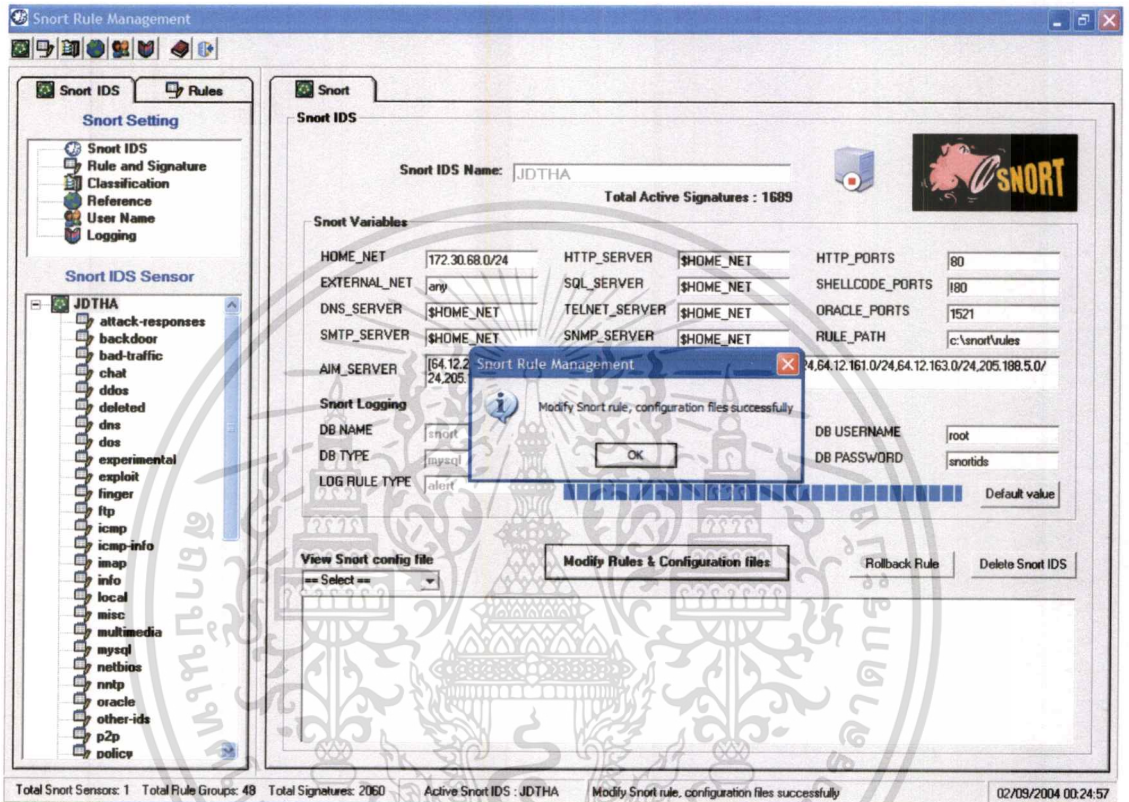 Snort Rule Management
Snort IDS
Rules
Snort Setting
Snort IDS
Rule and Signature
Classification
Reference
User Name
Logging
Snort IDS Sensor
JDTHA
attack-responses
backdoor
bad-traffic
chat
ddos
deleted
dns
dos
experimental
exploit
finger
ftp
icmp
icmp-info
imap
info
local
misc
multimedia
mysql
netbios
nntp
oracle
other-ids
p2p
policy
Snort
Snort IDS
Snort IDS Name: JDTHA
Total Active Signatures : 1689
SNORT
Snort Variables
HOME_NET 172.30.68.0/24 HTTP_SERVER $HOME_NET HTTP_PORTS 80
EXTERNAL_NET any SQL_SERVER $HOME_NET SHELLCODE_PORTS !80
DNS_SERVER $HOME_NET TELNET_SERVER $HOME_NET ORACLE_PORTS 1521
SMTP_SERVER $HOME_NET SNMP_SERVER $HOME_NET RULE_PATH c:\snort\rules
AIM_SERVER [64.12.2 24,64.12.161.0/24,64.12.163.0/24,205.188.5.0/
24,205.
Snort Rule Management
Modify Snort rule, configuration files successfully
OK
Snort Logging
DB NAME snort DB USERNAME root
DB TYPE mysql DB PASSWORD snortids
LOG RULE TYPE alert
Default value
View Snort config file
== Select ==
Modify Rules & Configuration files
Rollback Rule
Delete Snort IDS
Total Snort Sensors: 1 Total Rule Groups: 48 Total Signatures: 2060 Active Snort IDS : JDTHA Modify Snort rule, configuration files successfully 02/09/2004 00:24:57